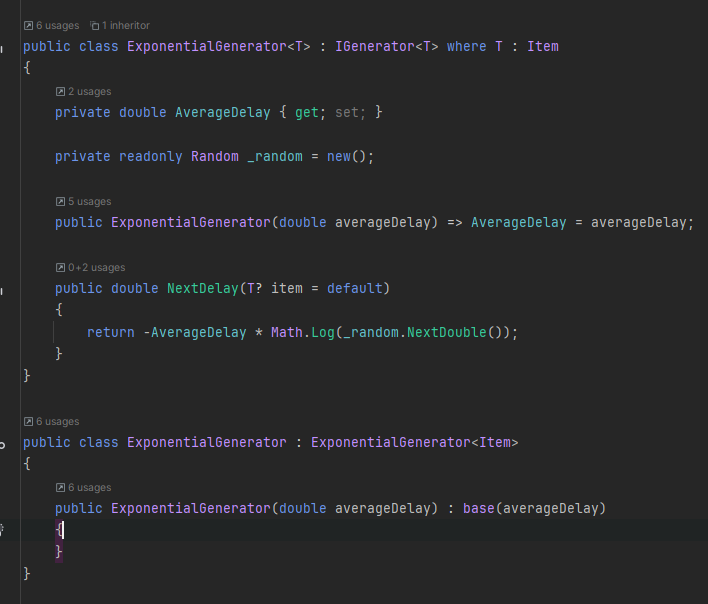 6 usages 1 inheritor
public class ExponentialGenerator<T> : IGenerator<T> where T : Item
{
2 usages
private double AverageDelay { get; set; }
private readonly Random _random = new();
5 usages
public ExponentialGenerator(double averageDelay) => AverageDelay = averageDelay;
0+2 usages
public double NextDelay(T? item = default)
{
return -AverageDelay * Math.Log(_random.NextDouble());
}
}
6 usages
public class ExponentialGenerator : ExponentialGenerator<Item>
{
6 usages
public ExponentialGenerator(double averageDelay) : base(averageDelay)
{
}
}